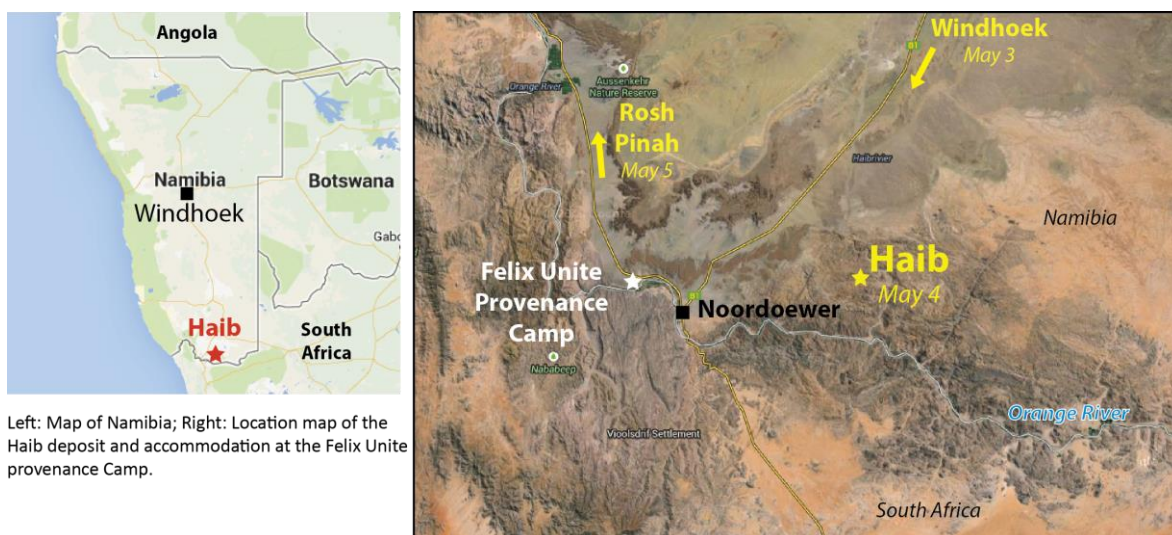 Angola
Namibia
Windhoek
Botswana
Gabo
Haib
South
Africa
Left: Map of Namibia; Right: Location map of the
Haib deposit and accommodation at the Felix Unite
provenance Camp.
Windhoek
May 3
B1
Aussenkehr
Nature Reserve
Orange River
Rosh
Pinah
May 5
Haibrivier
Namibia
Haib
May 4
Felix Unite
Provenance
Camp
B1
Noordoewer
Nababeep
Orange River
Vioolsdrif Settlement
South Africa